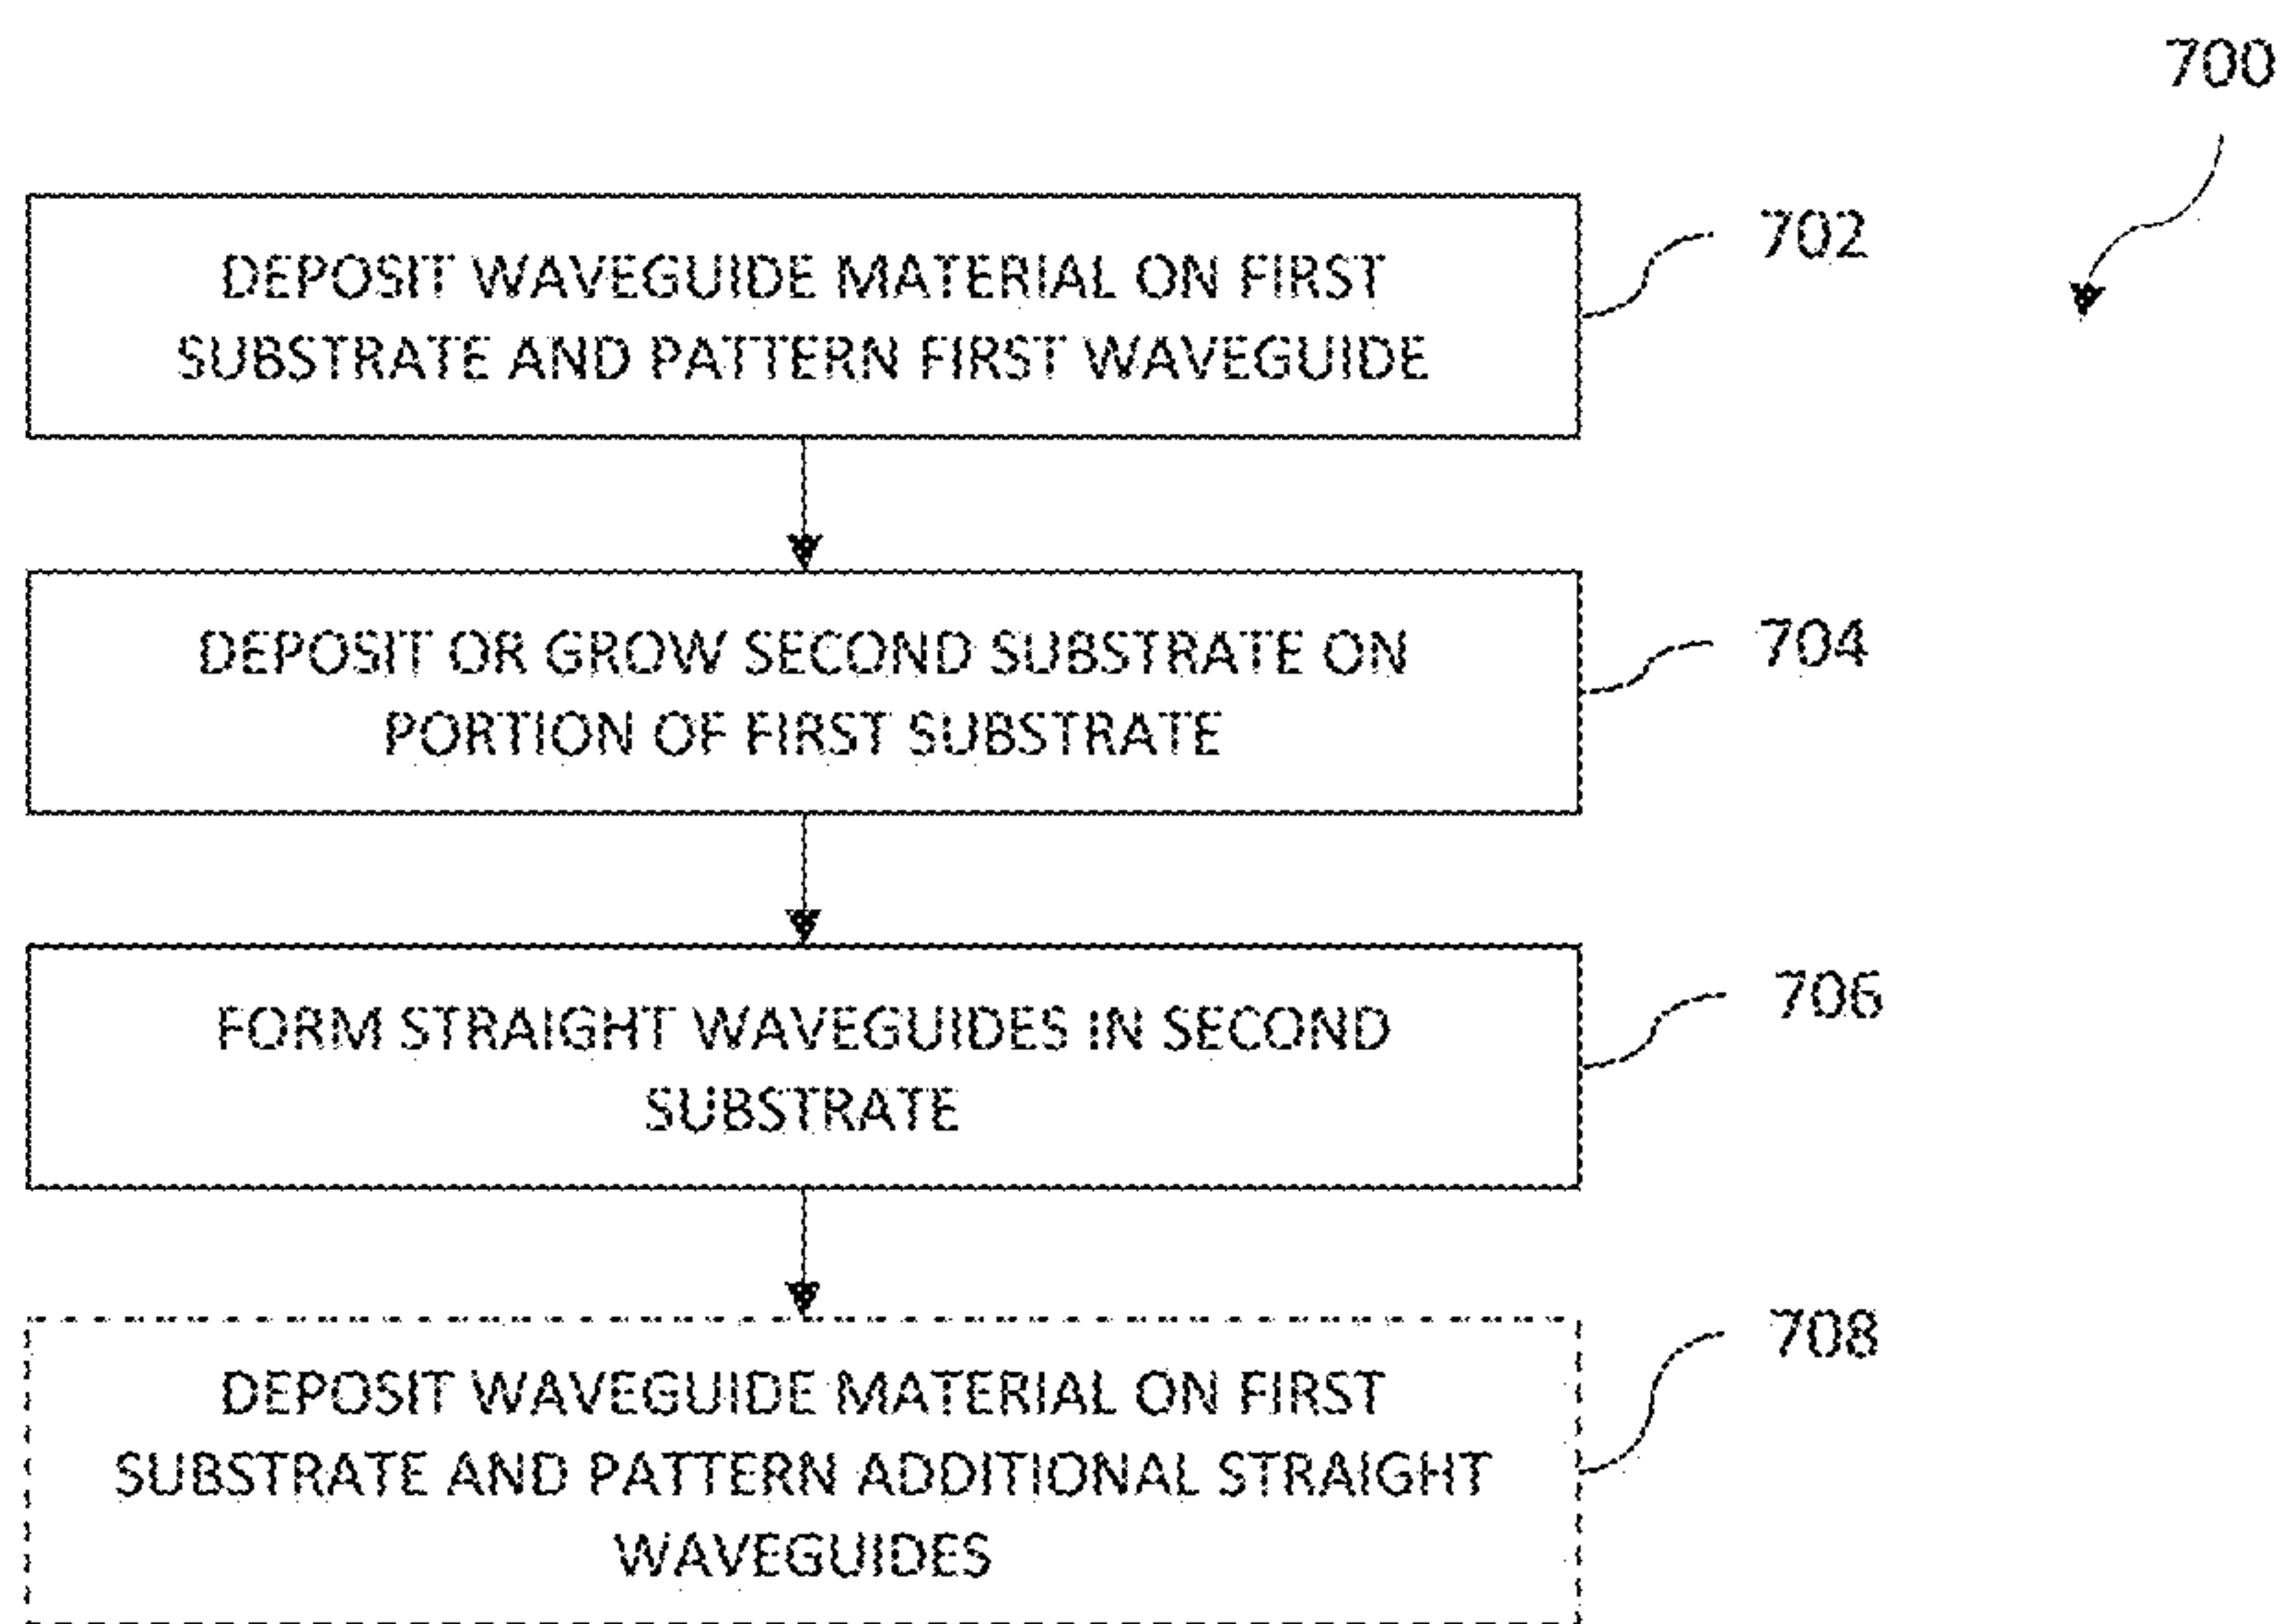 700
DEPOSIT WAVEGUIDE MATERIAL ON FIRST
SUBSTRATE AND PATTERN FIRST WAVEGUIDE
702
DEPOSIT OR GROW SECOND SUBSTRATE ON
PORTION OF FIRST SUBSTRATE
704
FORM STRAIGHT WAVEGUIDES IN SECOND
SUBSTRATE
706
DEPOSIT WAVEGUIDE MATERIAL ON FIRST
SUBSTRATE AND PATTERN ADDITIONAL STRAIGHT
WAVEGUIDES
708